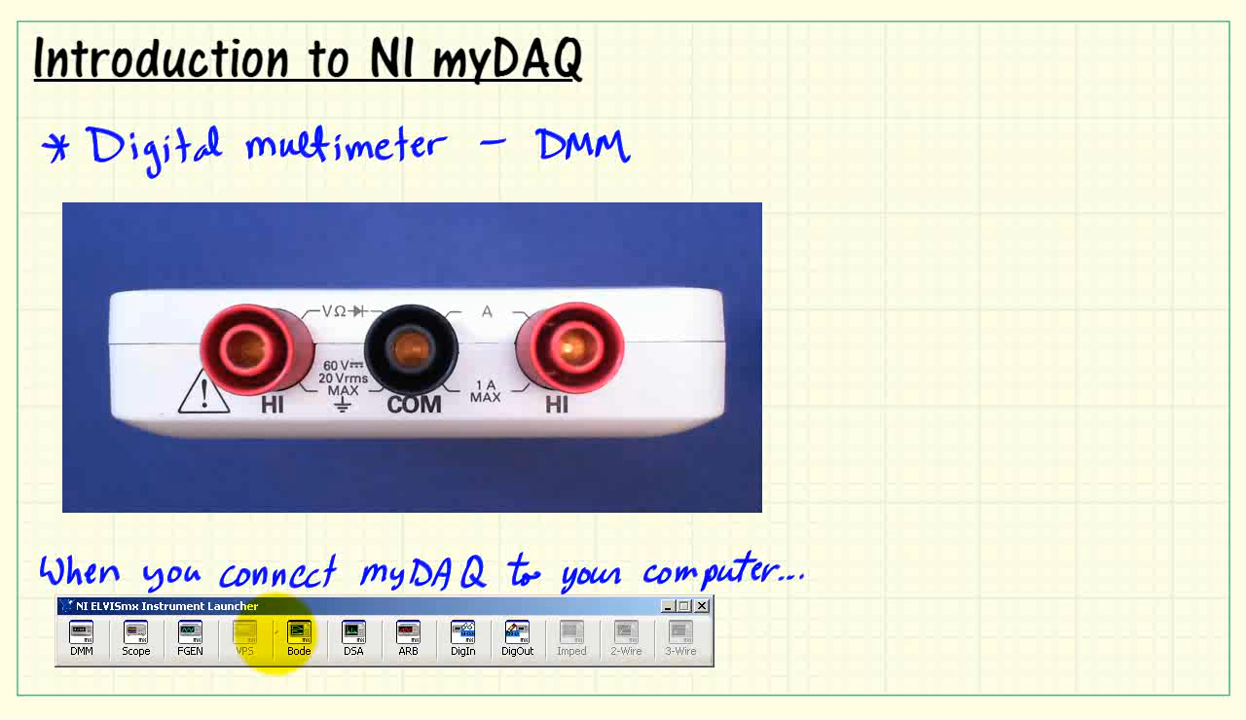 Introduction to NI myDAQ
* Digital multimeter - DMM
VΩ A
60 V
20 Vrms
MAX
1 A
MAX
HI COM HI
When you connect myDAQ to your computer...
NI ELVISmx Instrument Launcher
DMM Scope FGEN VPS Bode DSA ARB DigIn DigOut Imped 2-Wire 3-Wire